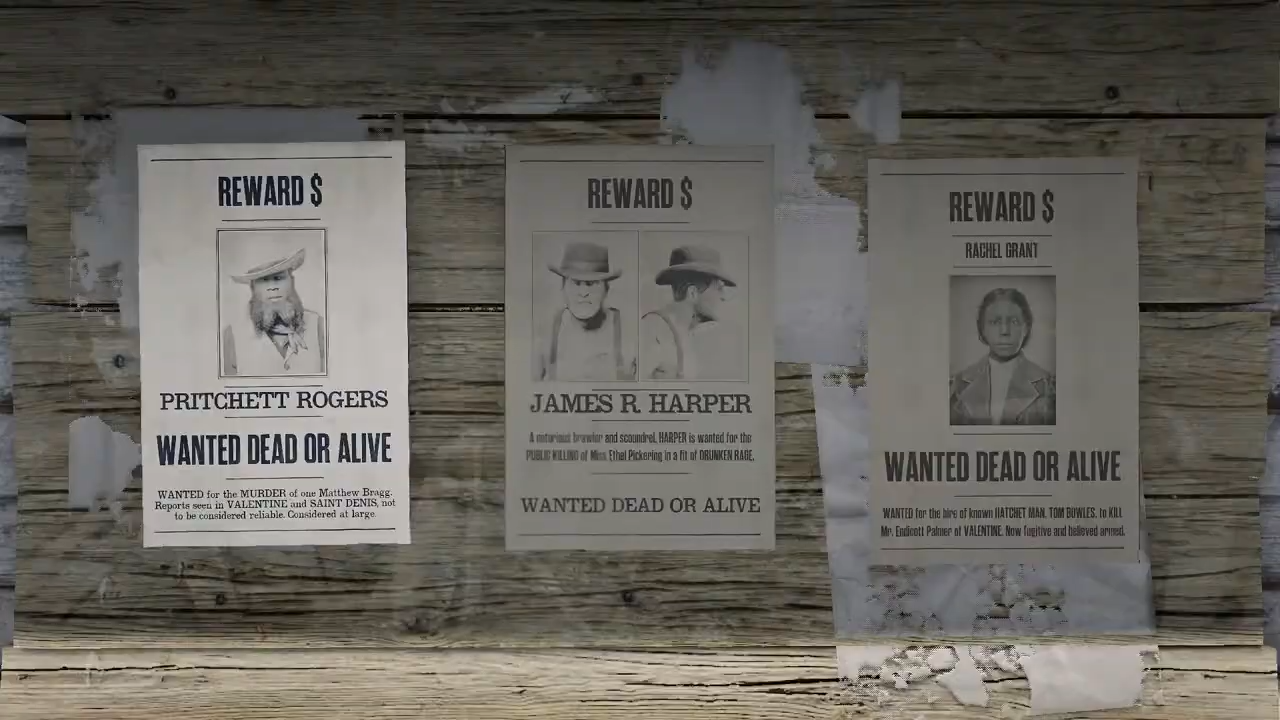 REWARD $
PRITCHETT ROGERS
WANTED DEAD OR ALIVE
WANTED for the MURDER of one Matthew Bragg.
Reports seen in VALENTINE and SAINT DENIS, not
to be considered reliable. Considered at large.
REWARD $
JAMES R. HARPER
A notorious brawler and scoundrel, HARPER is wanted for the
PUBLIC KILLING of Miss Ethel Pickering in a fit of DRUNKEN RAGE.
WANTED DEAD OR ALIVE
REWARD $
RACHEL GRANT
WANTED DEAD OR ALIVE
WANTED for the hire of known HATCHET MAN, TOM BOWLES, to KILL
Mr. Endicott Palmer of VALENTINE. Now fugitive and believed armed.